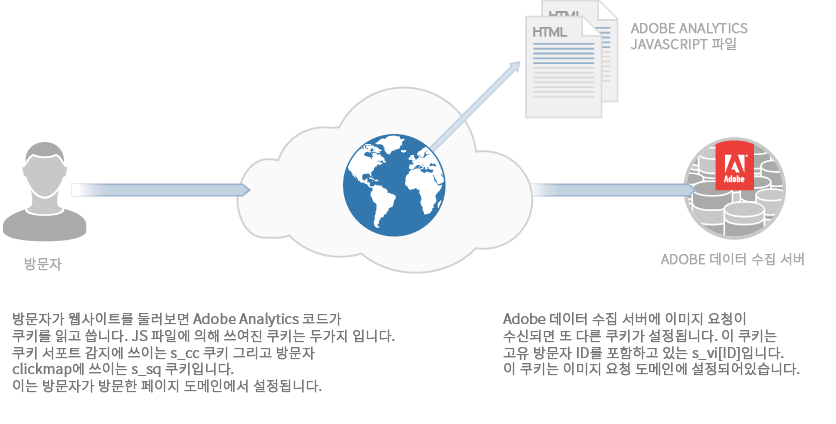 HTML
HTML
ADOBE ANALYTICS
JAVASCRIPT 파일
Adobe
방문자
ADOBE 데이터 수집 서버
방문자가 웹사이트를 둘러보면 Adobe Analytics 코드가
쿠키를 읽고 씁니다. JS 파일에 의해 쓰여진 쿠키는 두가지 입니다.
쿠키 서포트 감지에 쓰이는 s_cc 쿠키 그리고 방문자
clickmap에 쓰이는 s_sq 쿠키입니다.
이는 방문자가 방문한 페이지 도메인에서 설정됩니다.
Adobe 데이터 수집 서버에 이미지 요청이
수신되면 또 다른 쿠키가 설정됩니다. 이 쿠키는
고유 방문자 ID를 포함하고 있는 s_vi[ID]입니다.
이 쿠키는 이미지 요청 도메인에 설정되어있습니다.